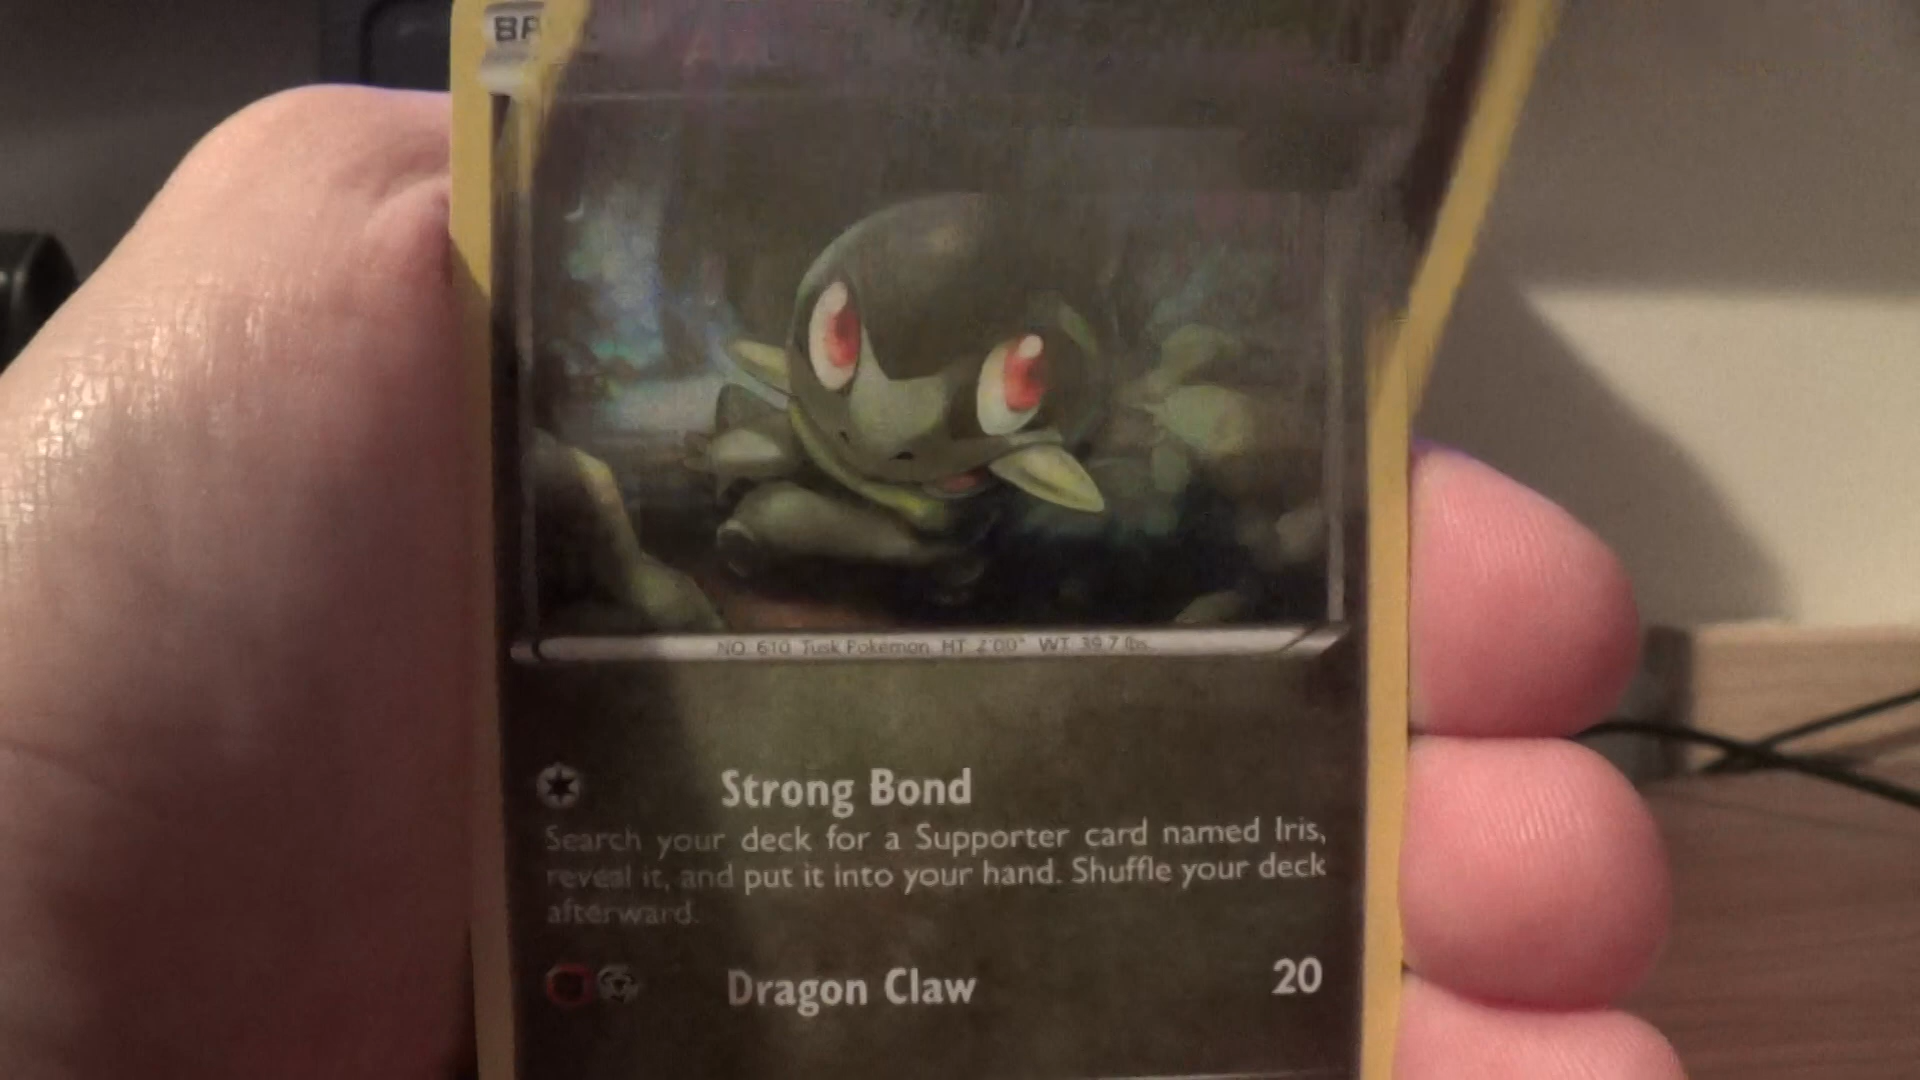 NO. 610 Tusk Pokémon HT. 2'00" WT. 39.7 lbs.
Strong Bond
Search your deck for a Supporter card named Iris,
reveal it, and put it into your hand. Shuffle your deck
afterward.
Dragon Claw 20